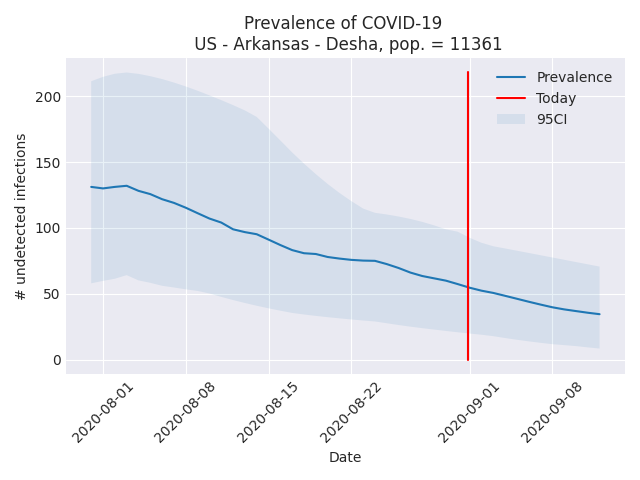 Prevalence of COVID-19
US - Arkansas - Desha, pop. = 11361
Prevalence
Today
95CI
# undetected infections
200
150
100
50
0
2020-08-01
2020-08-08
2020-08-15
2020-08-22
2020-09-01
2020-09-08
Date